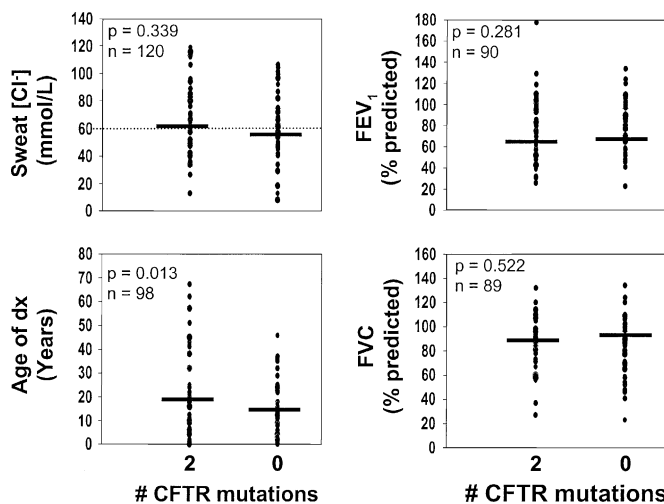 Sweat [Cl-]
(mmol/L)
140
120
100
80
60
40
20
0
p = 0.339
n = 120
FEV1
(% predicted)
180
160
140
120
100
80
60
40
20
0
p = 0.281
n = 90
Age of dx
(Years)
80
70
60
50
40
30
20
10
0
p = 0.013
n = 98
2 0
# CFTR mutations
FVC
(% predicted)
160
140
120
100
80
60
40
20
0
p = 0.522
n = 89
2 0
# CFTR mutations